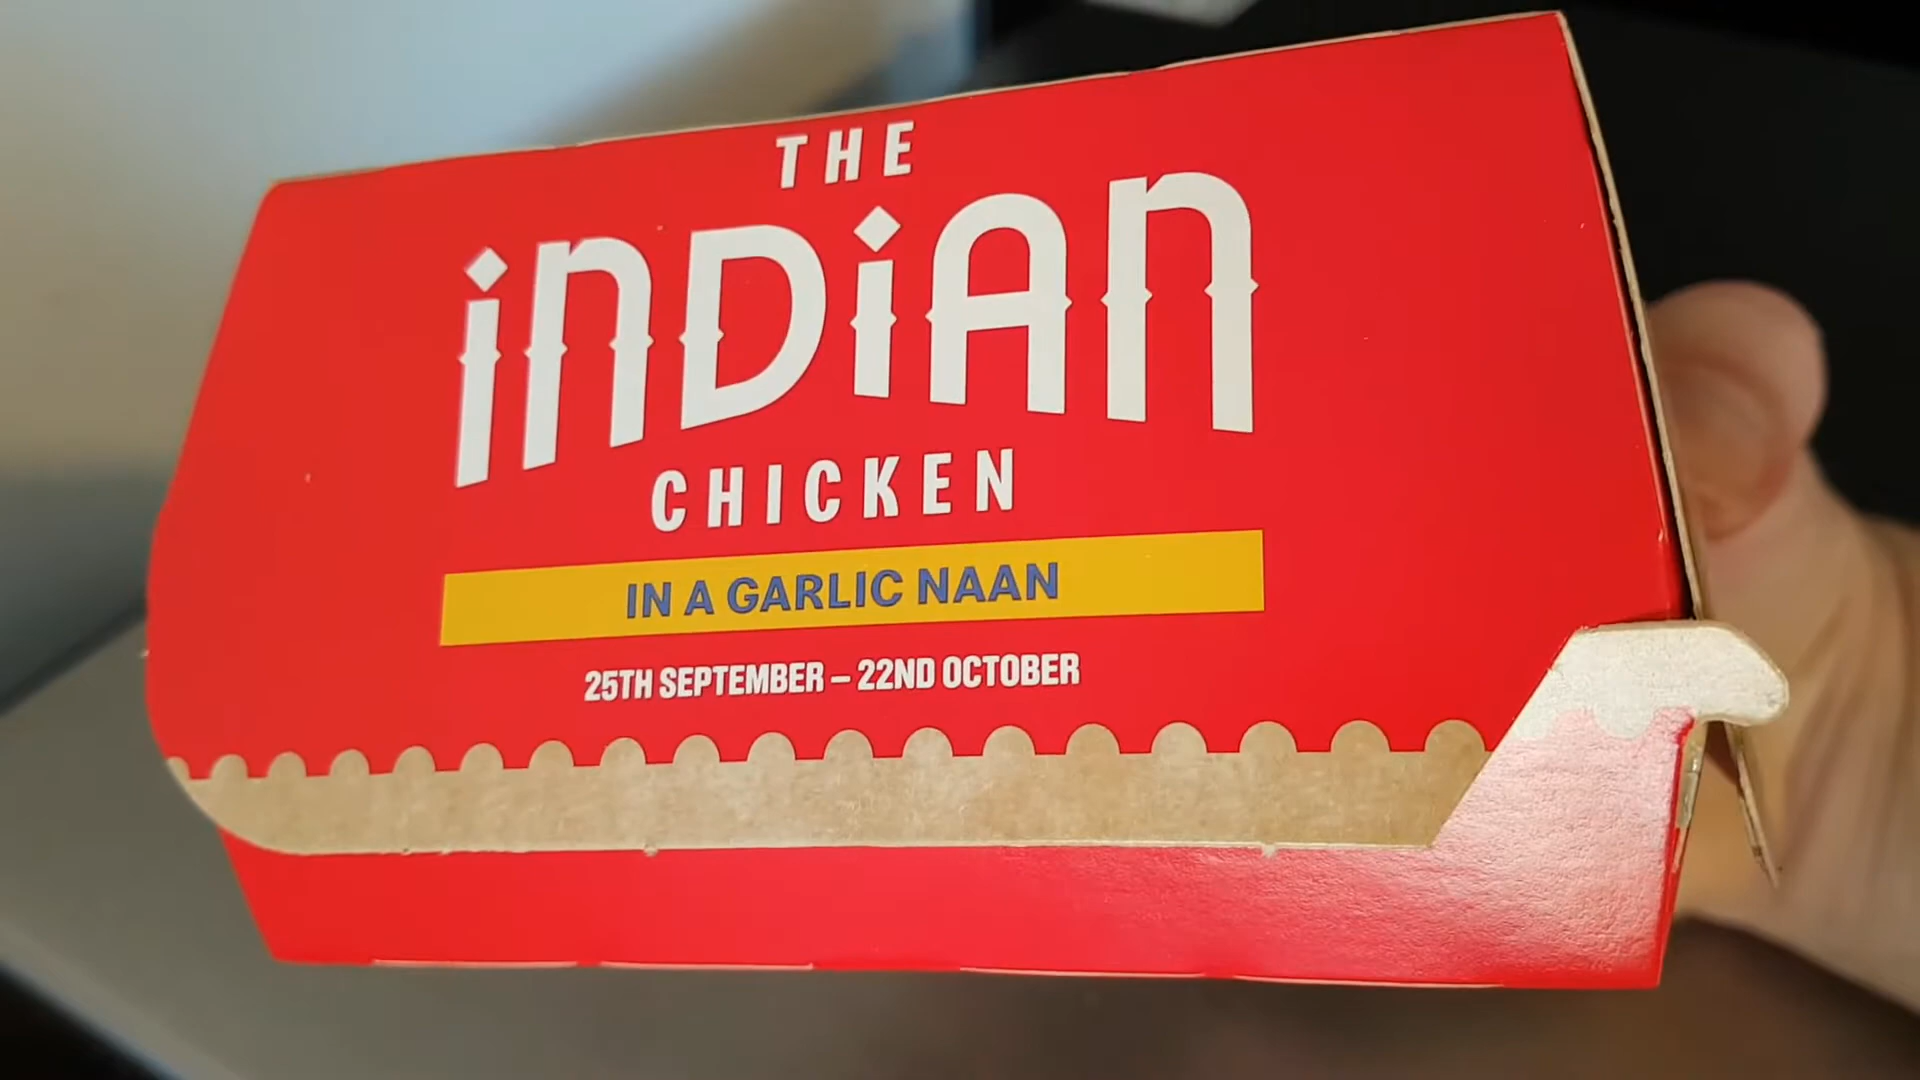 THE
iNDiAN
CHICKEN
IN A GARLIC NAAN
25TH SEPTEMBER – 22ND OCTOBER